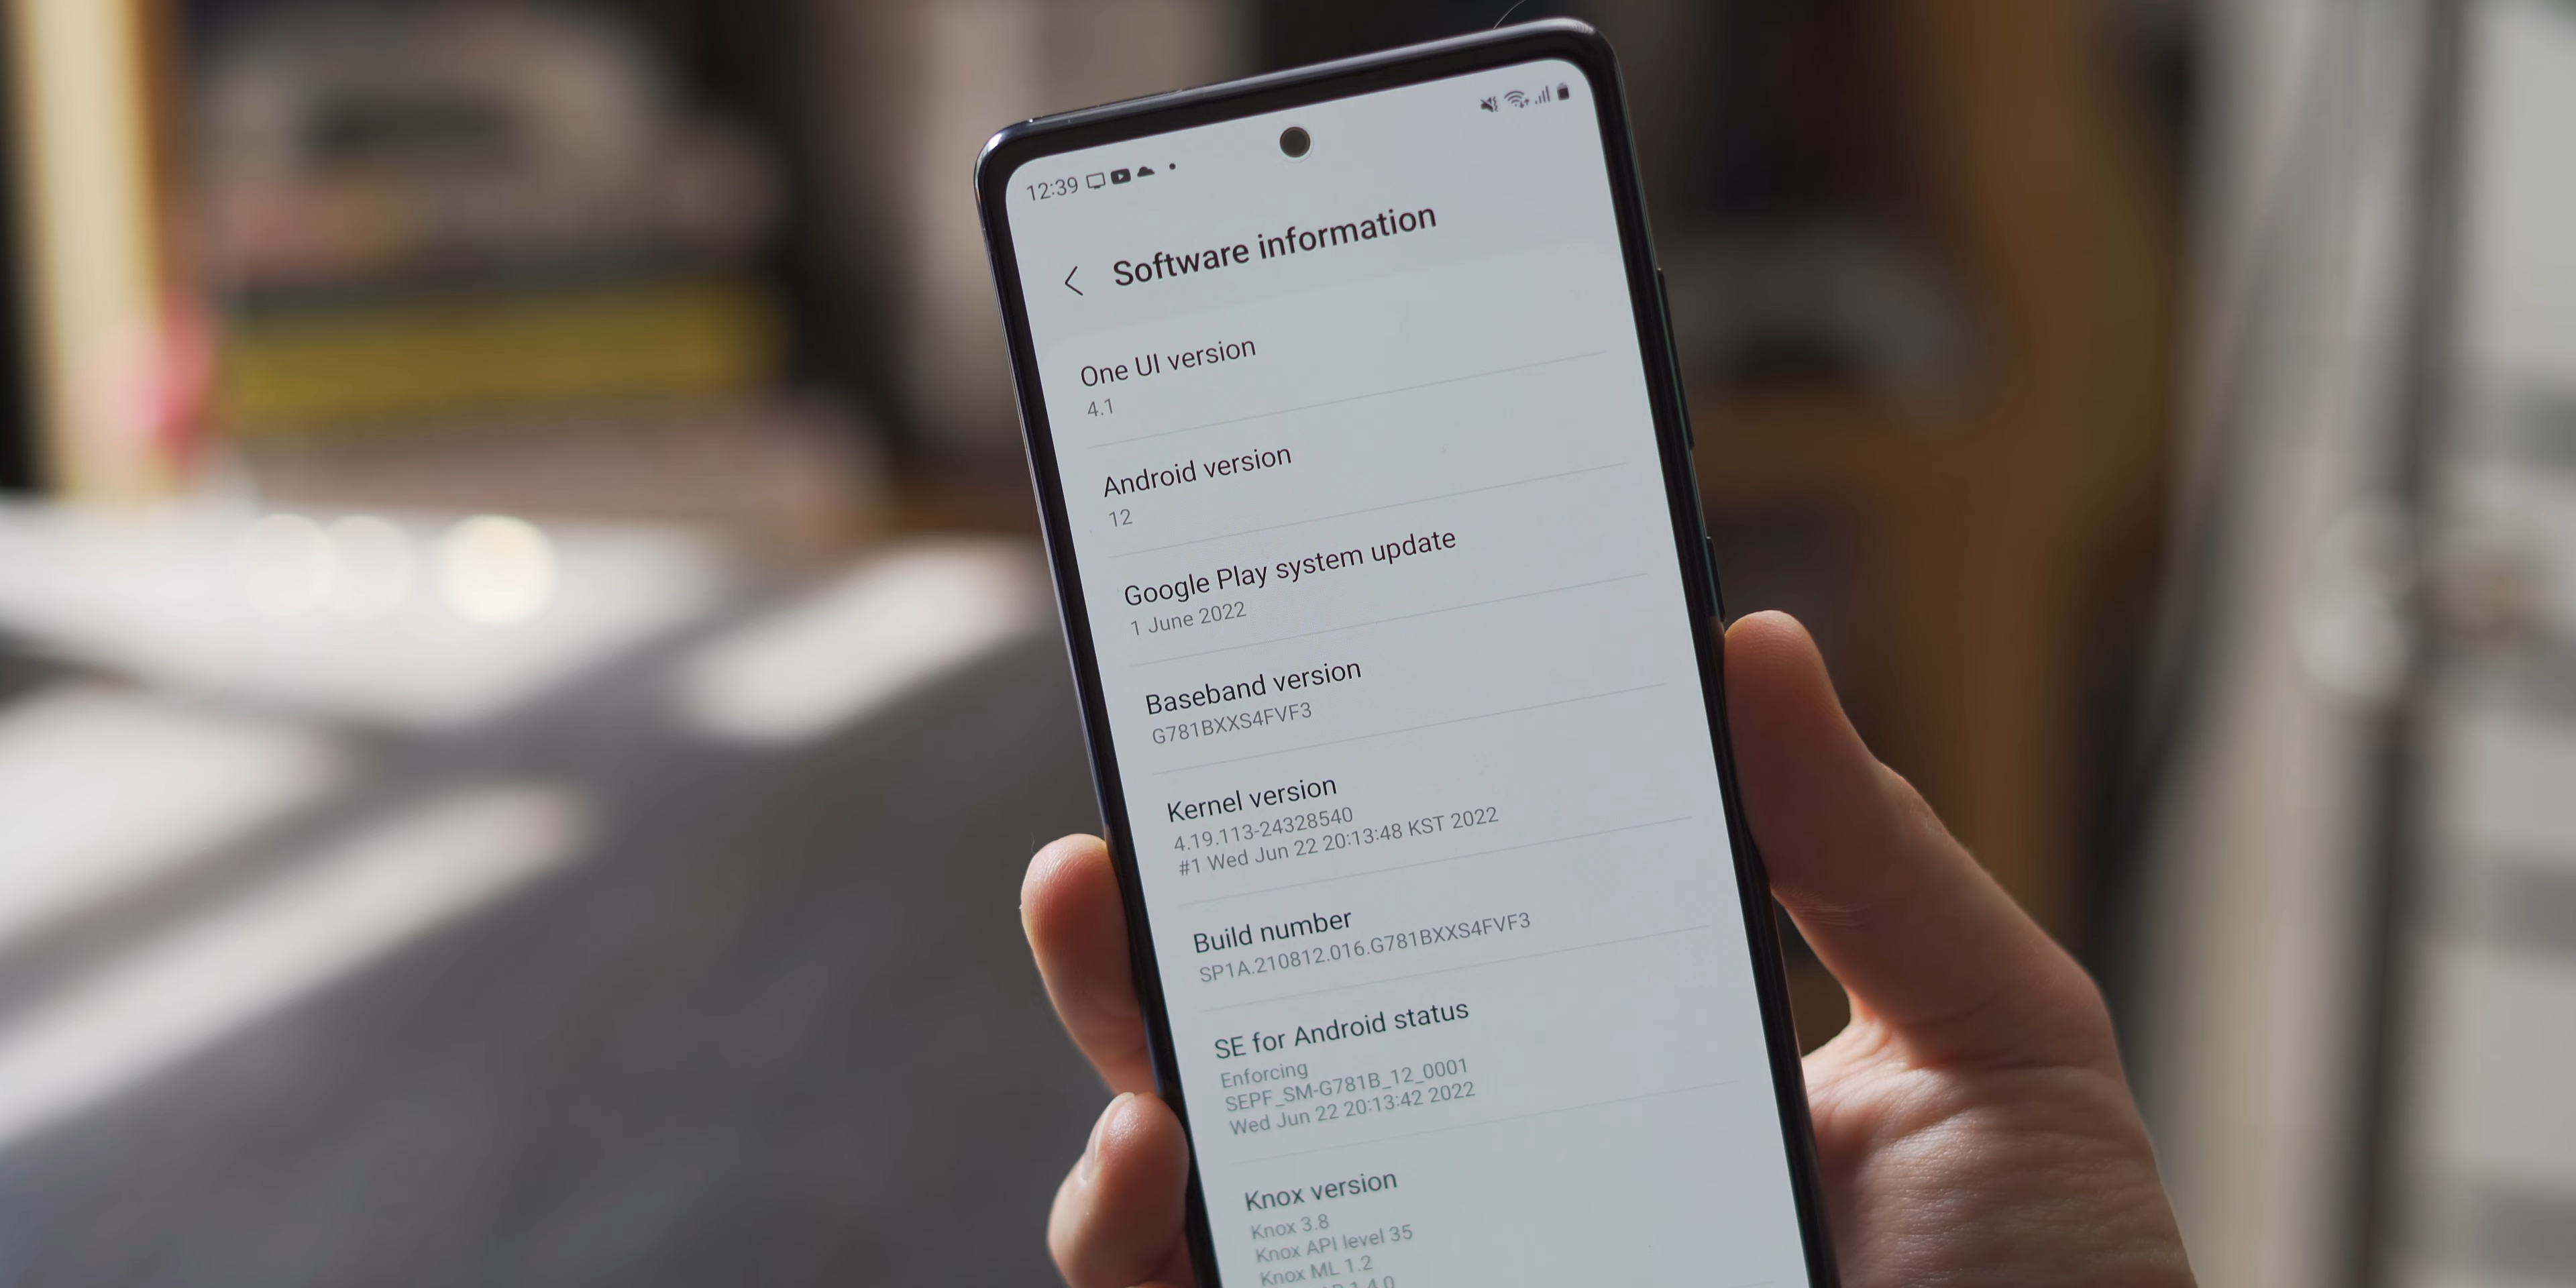 12:39
Software information
One UI version
4.1
Android version
12
Google Play system update
1 June 2022
Baseband version
G781BXXS4FVF3
Kernel version
4.19.113-24328540
#1 Wed Jun 22 20:13:48 KST 2022
Build number
SP1A.210812.016.G781BXXS4FVF3
SE for Android status
Enforcing
SEPF_SM-G781B_12_0001
Wed Jun 22 20:13:42 2022
Knox version
Knox 3.8
Knox API level 35
Knox ML 1.2
1.4.0